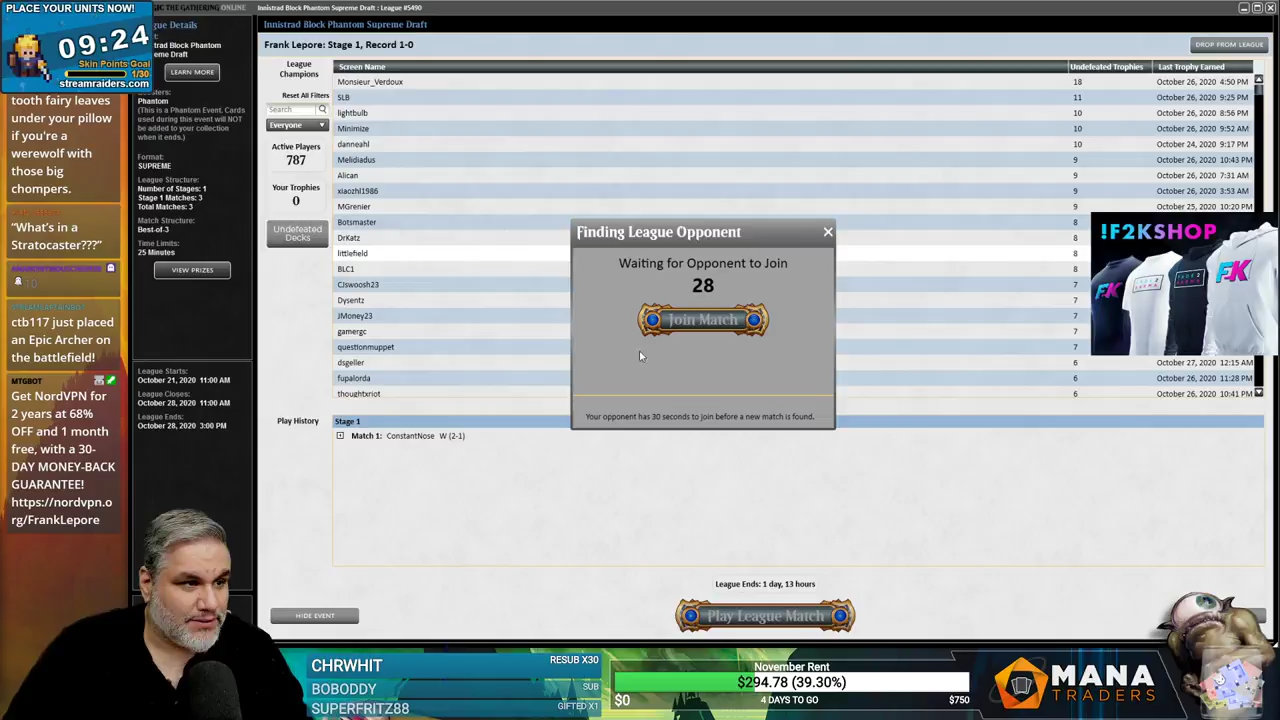 PLACE YOUR UNITS NOW!
09:24
Skin Points Goal
1/30
streamraiders.com
tooth fairy leaves
under your pillow
if you're a
werewolf with
those big
chompers.
“What’s in a
Stratocaster???”
10
ctb117 just placed
an Epic Archer on
the battlefield!
MTGBOT
Get NordVPN for
2 years at 68%
OFF and 1 month
free, with a 30-
DAY MONEY-BACK
GUARANTEE!
https://nordvpn.o
rg/FrankLepore
THE GATHERING ONLINE
Innistrad Block Phantom Supreme Draft : League #5490
League Details
trad Block Phantom
eme Draft
LEARN MORE
Phantom
(This is a Phantom Event. Cards
used during this event will NOT
be added to your collection
when it ends.)
Format:
SUPREME
League Structure:
Number of Stages: 1
Stage 1 Matches: 3
Total Matches: 3
Match Structure:
Best-of-3
Time Limits:
25 Minutes
VIEW PRIZES
League Starts:
October 21, 2020 11:00 AM
League Closes:
October 28, 2020 11:00 AM
League Ends:
October 28, 2020 3:00 PM
Innistrad Block Phantom Supreme Draft
Frank Lepore: Stage 1, Record 1-0
DROP FROM LEAGUE
League
Champions
Reset All Filters
Search
Everyone
Active Players
787
Your Trophies
0
Undefeated
Decks
Screen Name Undefeated Trophies Last Trophy Earned
Monsieur_Verdoux 18 October 26, 2020 4:50 PM
SLB 11 October 26, 2020 9:25 PM
lightbulb 10 October 26, 2020 8:56 PM
Minimize 10 October 26, 2020 9:52 AM
danneahl 10 October 24, 2020 9:17 PM
Melidiadus 9 October 26, 2020 10:43 PM
Alican 9 October 26, 2020 7:31 AM
xiaozhl1986 9 October 26, 2020 3:53 AM
MGrenier 9 October 25, 2020 10:20 PM
Botsmaster 8
DrKatz 8
littlefield 8
BLC1 8
CJswoosh23 7
Dysentz 7
JMoney23 7
gamergc 7
questionmuppet 7
dsgeller 6 October 27, 2020 12:15 AM
fupalorda 6 October 26, 2020 11:28 PM
thoughtxriot 6 October 26, 2020 10:41 PM
Finding League Opponent
Waiting for Opponent to Join
28
Join Match
Your opponent has 30 seconds to join before a new match is found.
!F2KSHOP
FK
FK
Play History
Stage 1
Match 1: ConstantNose W (2-1)
League Ends: 1 day, 13 hours
HIDE EVENT
Play League Match
CHRWHIT RESUB X30
BOBODDY SUB
SUPERFRITZ88 GIFTED X1
November Rent
$294.78 (39.30%)
$0 4 DAYS TO GO $750
MANA
TRADERS